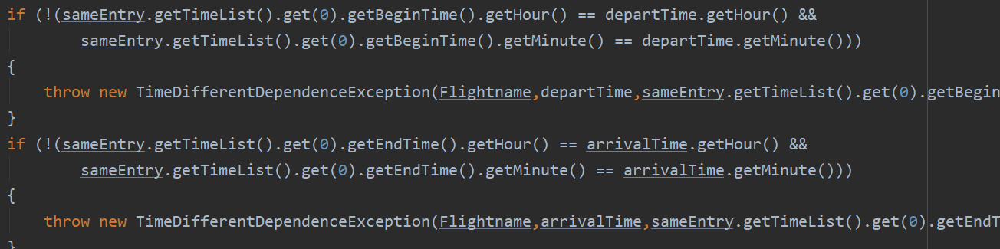 if (!(sameEntry.getTimeList().get(0).getBeginTime().getHour() == departTime.getHour() &&
sameEntry.getTimeList().get(0).getBeginTime().getMinute() == departTime.getMinute()))
{
throw new TimeDifferentDependenceException(Flightname,departTime,sameEntry.getTimeList().get(0).getBegin
}
if (!(sameEntry.getTimeList().get(0).getEndTime().getHour() == arrivalTime.getHour() &&
sameEntry.getTimeList().get(0).getEndTime().getMinute() == arrivalTime.getMinute()))
{
throw new TimeDifferentDependenceException(Flightname,arrivalTime,sameEntry.getTimeList().get(0).getEndT
}